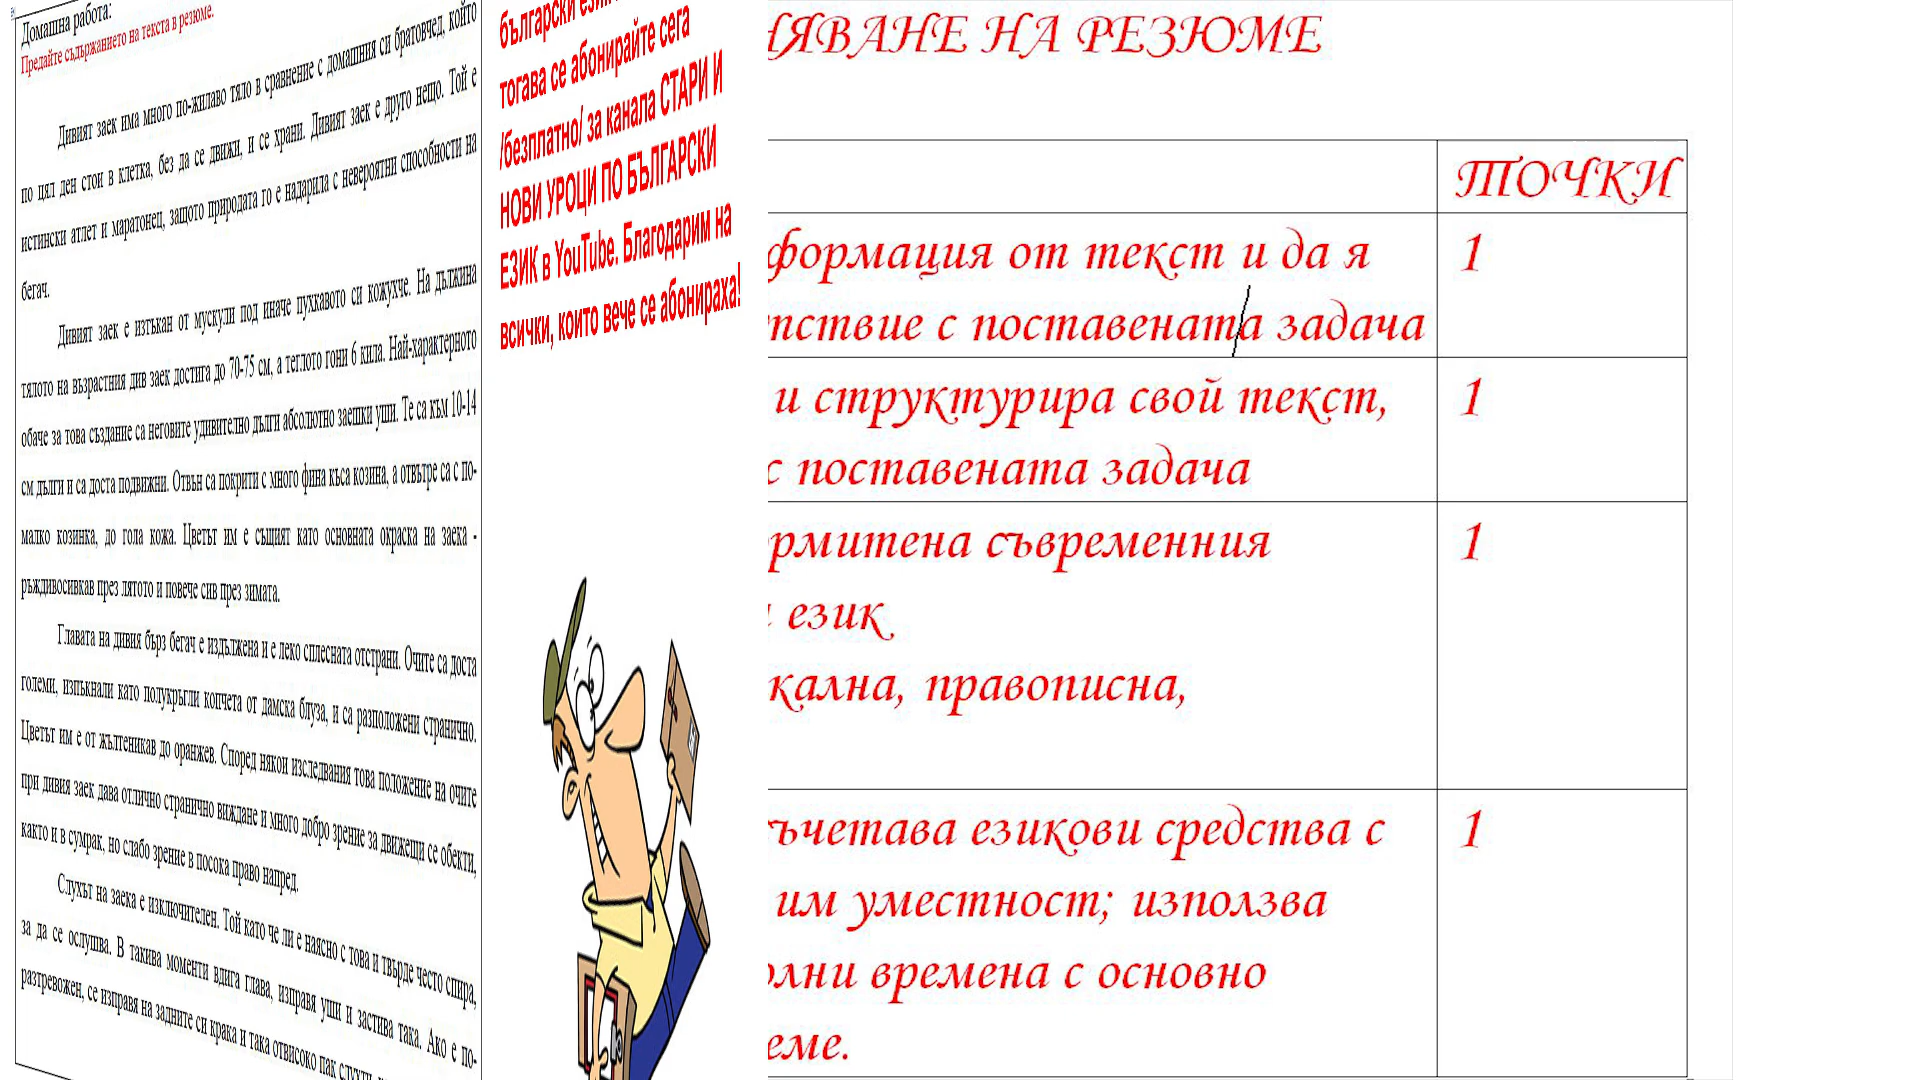 Домашна работа:
Предайте съдържанието на текста в резюме.
Дивият заек има много по-жилаво тяло в сравнение с домашния си братовчед, който
по цял ден стои в клетка, без да се движи, и се храни. Дивият заек е друго нещо. Той е
истински атлет и маратонец, защото природата го е надарила с невероятни способности на
бегач.
Дивият заек е изтъкан от мускули под иначе пухкавото си кожухче. На дължина
тялото на възрастния див заек достига до 70-75 см, а теглото гони 6 кила. Най-характерното
обаче за това създание са неговите удивително дълги абсолютно заешки уши. Те са към 10-14
см дълги и са доста подвижни. Отвън са покрити с много фина къса козина, а отвътре са с по-
малко козинка, до гола кожа. Цветът им е същият като основната окраска на заека -
ръждивосивкав през лятото и повече сив през зимата.
Главата на дивия бърз бегач е издължена и е леко сплесната отстрани. Очите са доста
големи, изпъкнали като полукръгли копчета от дамска блуза, и са разположени странично.
Цветът им е от жълтеникав до оранжев. Според някои изследвания това положение на очите
при дивия заек дава отлично странично виждане и много добро зрение за движещи се обекти,
както и в сумрак, но слабо зрение в посока право напред.
Слухът на заека е изключителен. Той като че ли е наясно с това и твърде често спира,
за да се ослушва. В такива моменти вдига глава, изправя уши и застива така. Ако е по-
разтревожен, се изправя на задните си крака и така отвисоко пак слухти,
български език
тогава се абонирайте сега
/безплатно/ за канала СТАРИ И
НОВИ УРОЦИ ПО БЪЛГАРСКИ
ЕЗИК в YouTube. Благодарим на
всички, които вече се абонираха!
НЯВАНЕ НА РЕЗЮМЕ
ТОЧКИ
формация от текст и да я 1
тствие с поставената задача
и структурира свой текст, 1
с поставената задача
ормитена съвременния 1
език
кална, правописна,
ъчетава езикови средства с 1
им уместност; използва
олни времена с основно
еме.